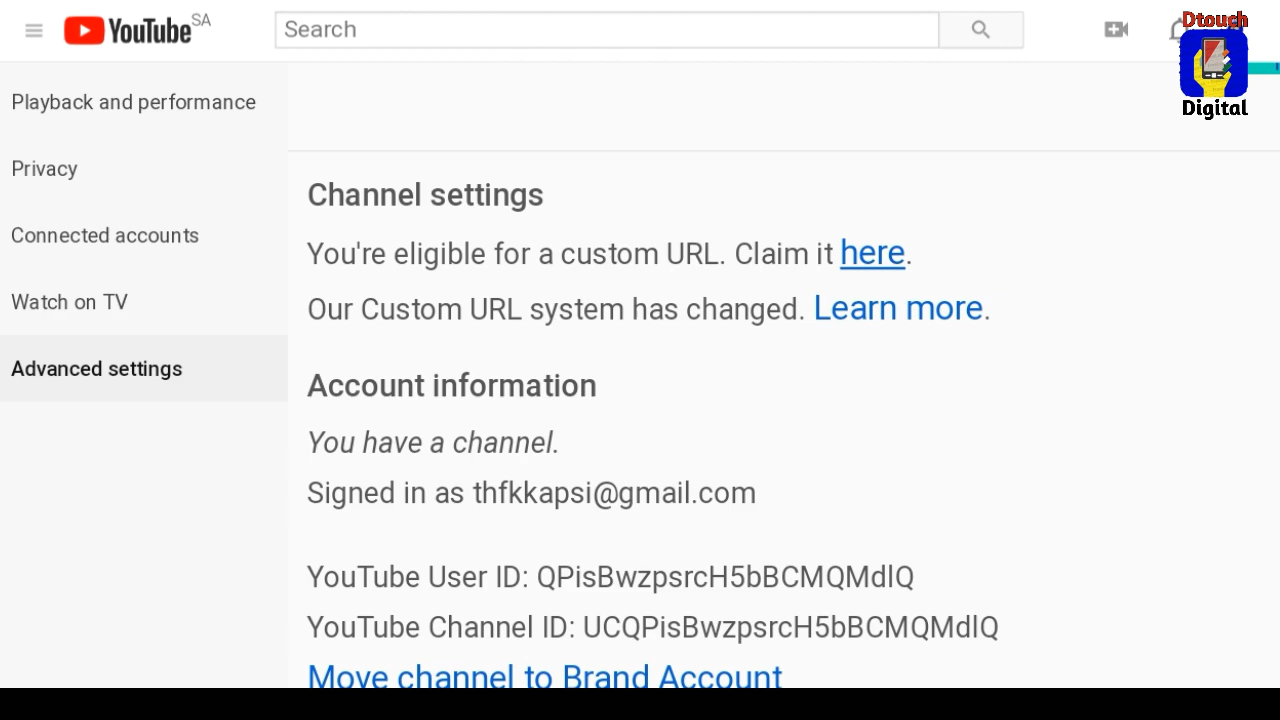 YouTube SA
Search
Dtouch
Digital
Playback and performance
Privacy
Connected accounts
Watch on TV
Advanced settings
Channel settings
You're eligible for a custom URL. Claim it here.
Our Custom URL system has changed. Learn more.
Account information
You have a channel.
Signed in as thfkkapsi@gmail.com
YouTube User ID: QPisBwzpsrcH5bBCMQMdlQ
YouTube Channel ID: UCQPisBwzpsrcH5bBCMQMdlQ
Move channel to Brand Account